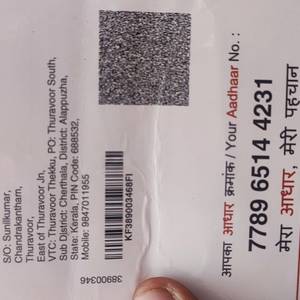 S/O: Sunilkumar,
Chandrakantham,
Thuravoor,
East of Thuravoor Jn,
VTC: Thuravoor Thekku, PO: Thuravoor South,
Sub District: Cherthala, District: Alappuzha,
State: Kerala, PIN Code: 688532,
Mobile: 9847011955
38900346
KF389003468FI
आपका आधार क्रमांक / Your Aadhaar No. :
7789 6514 4231
मेरा आधार, मेरी पहचान